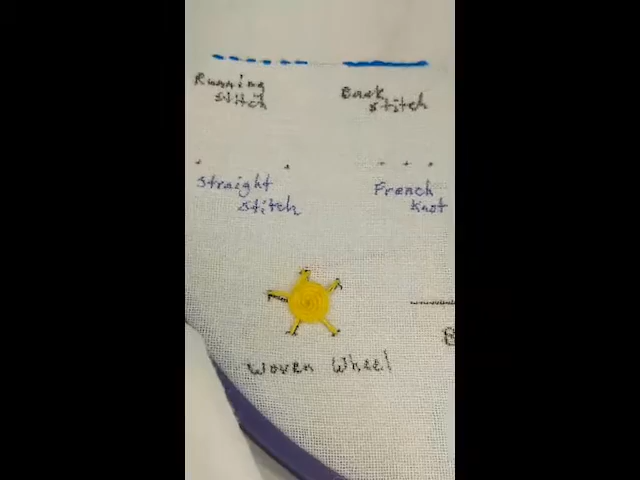 Running
stitch
Back
stitch
Straight
stitch
French
Knot
Woven Wheel